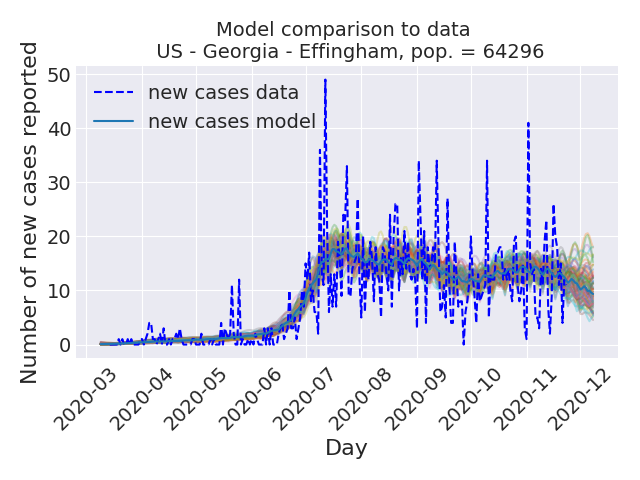 Model comparison to data
US - Georgia - Effingham, pop. = 64296
Number of new cases reported
50
40
30
20
10
0
new cases data
new cases model
2020-03
2020-04
2020-05
2020-06
2020-07
2020-08
2020-09
2020-10
2020-11
2020-12
Day